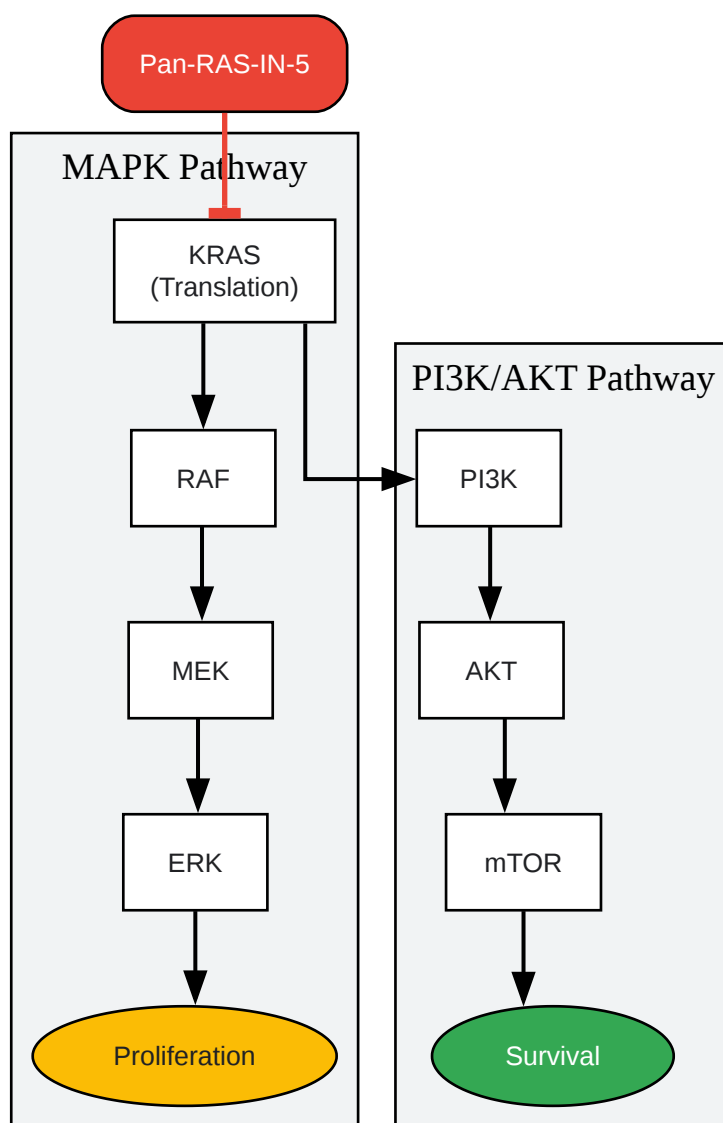 Pan-RAS-IN-5
MAPK Pathway
KRAS
(Translation)
RAF
MEK
ERK
Proliferation
PI3K/AKT Pathway
PI3K
AKT
mTOR
Survival